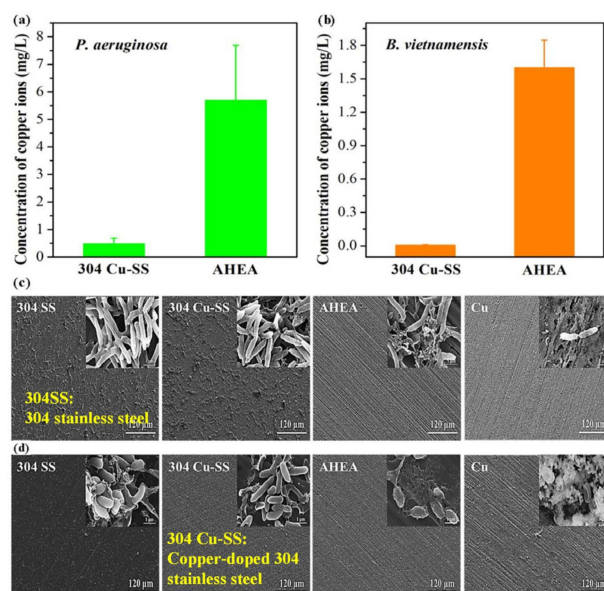 (a)
P. aeruginosa
Concentration of copper ions (mg/L)
8
7
6
5
4
3
2
1
0
304 Cu-SS
AHEA
(b)
B. vietnamensis
Concentration of copper ions (mg/L)
1.8
1.5
1.2
0.9
0.6
0.3
0.0
304 Cu-SS
AHEA
(c)
304 SS
304SS:
304 stainless steel
120 μm
304 Cu-SS
120 μm
AHEA
120 μm
Cu
120 μm
(d)
304 SS
1 μm
120 μm
304 Cu-SS
1 μm
304 Cu-SS:
Copper-doped 304
stainless steel
AHEA
120 μm
Cu
120 μm